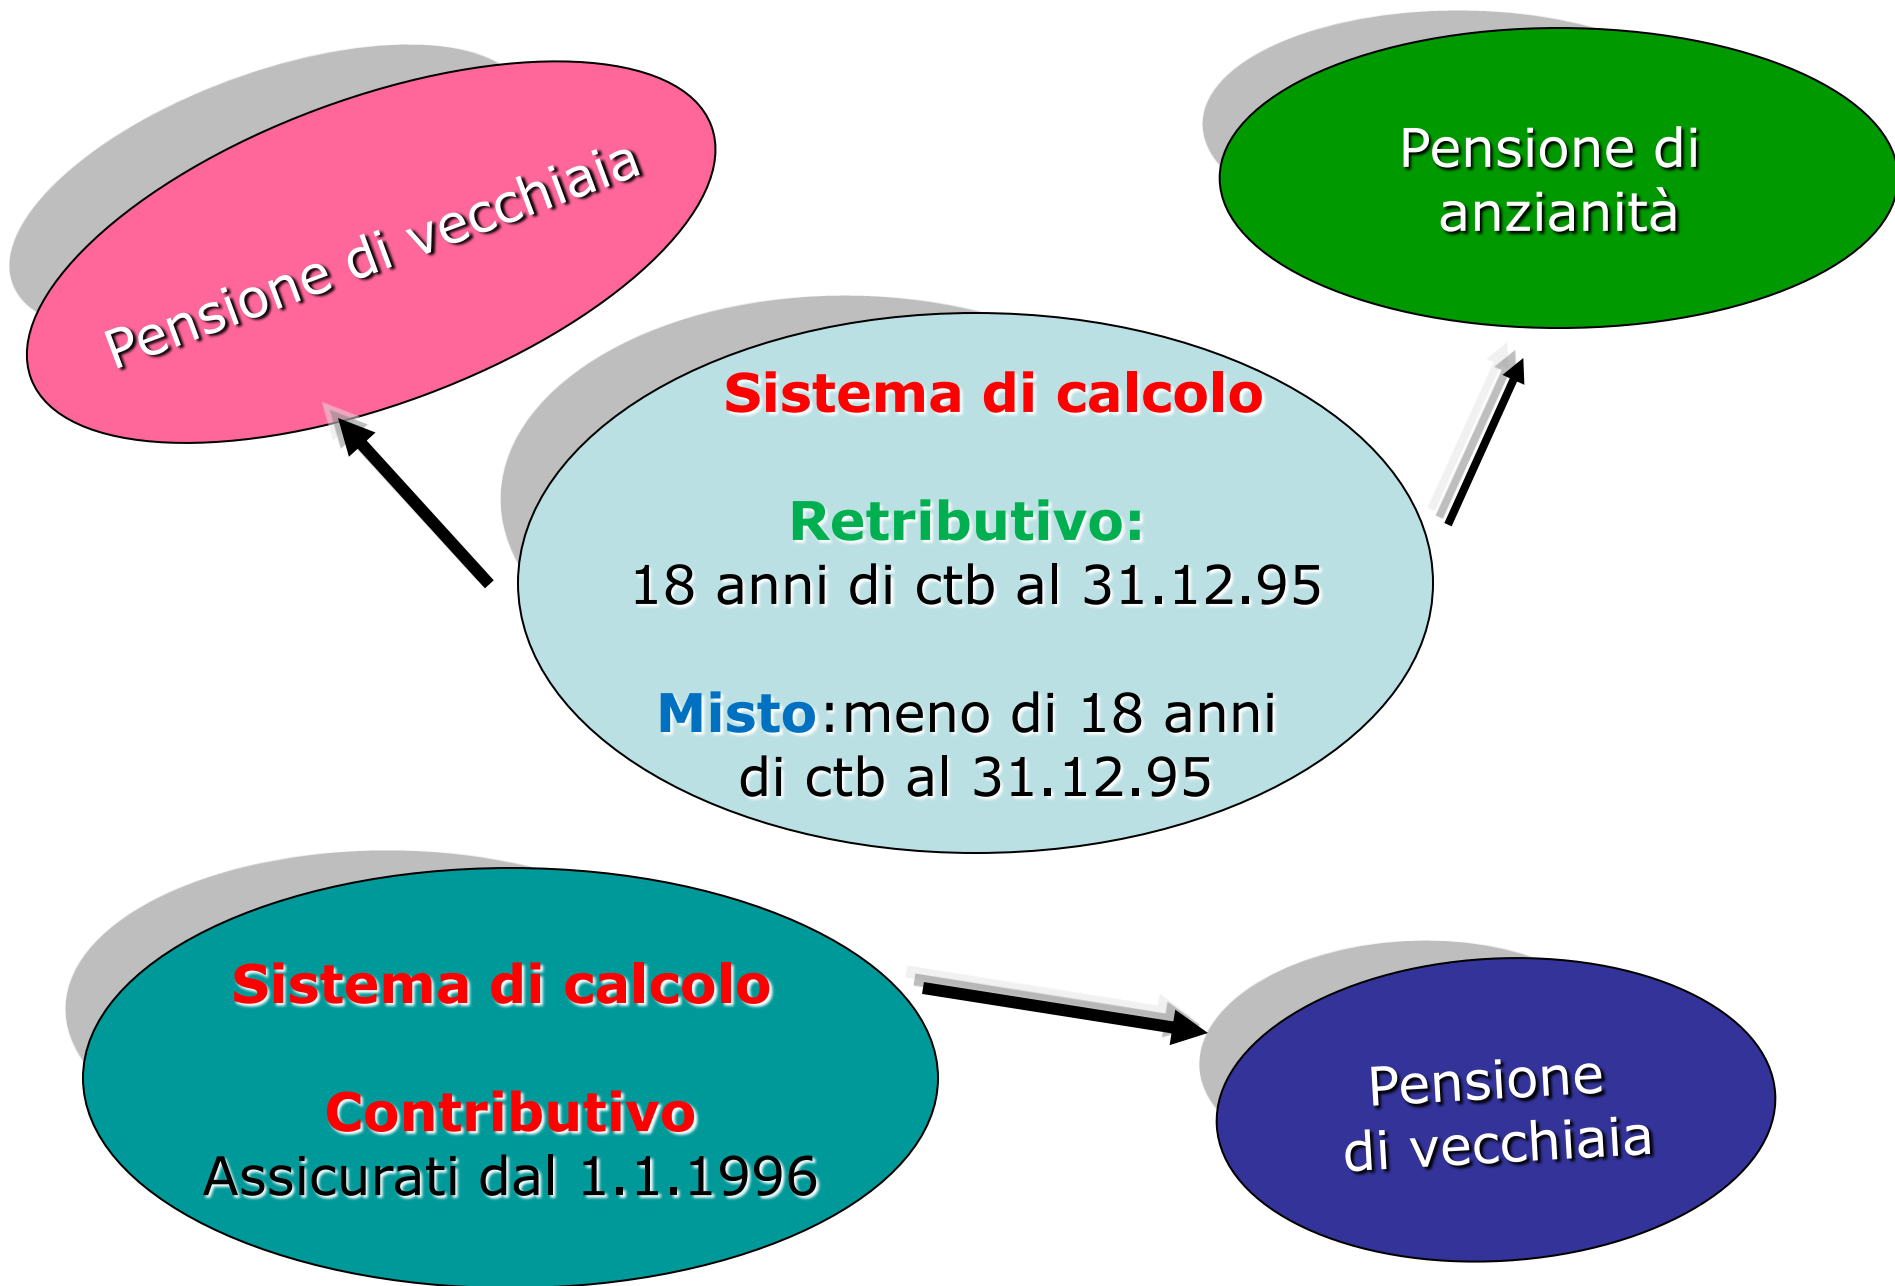 Pensione di vecchiaia
Pensione di
anzianità
Sistema di calcolo
Retributivo:
18 anni di ctb al 31.12.95
Misto:meno di 18 anni
di ctb al 31.12.95
Sistema di calcolo
Contributivo
Assicurati dal 1.1.1996
Pensione
di vecchiaia